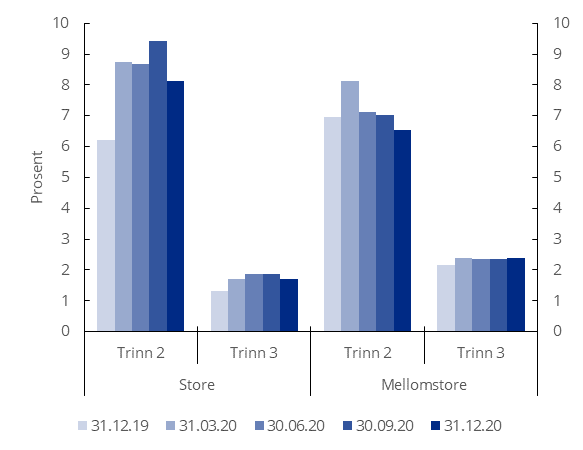 10 10
9 9
8 8
7 7
6 6
5 5
4 4
3 3
2 2
1 1
0 0
Prosent
Trinn 2 Trinn 3 Trinn 2 Trinn 3
Store Mellomstore
31.12.19 31.03.20 30.06.20 30.09.20 31.12.20